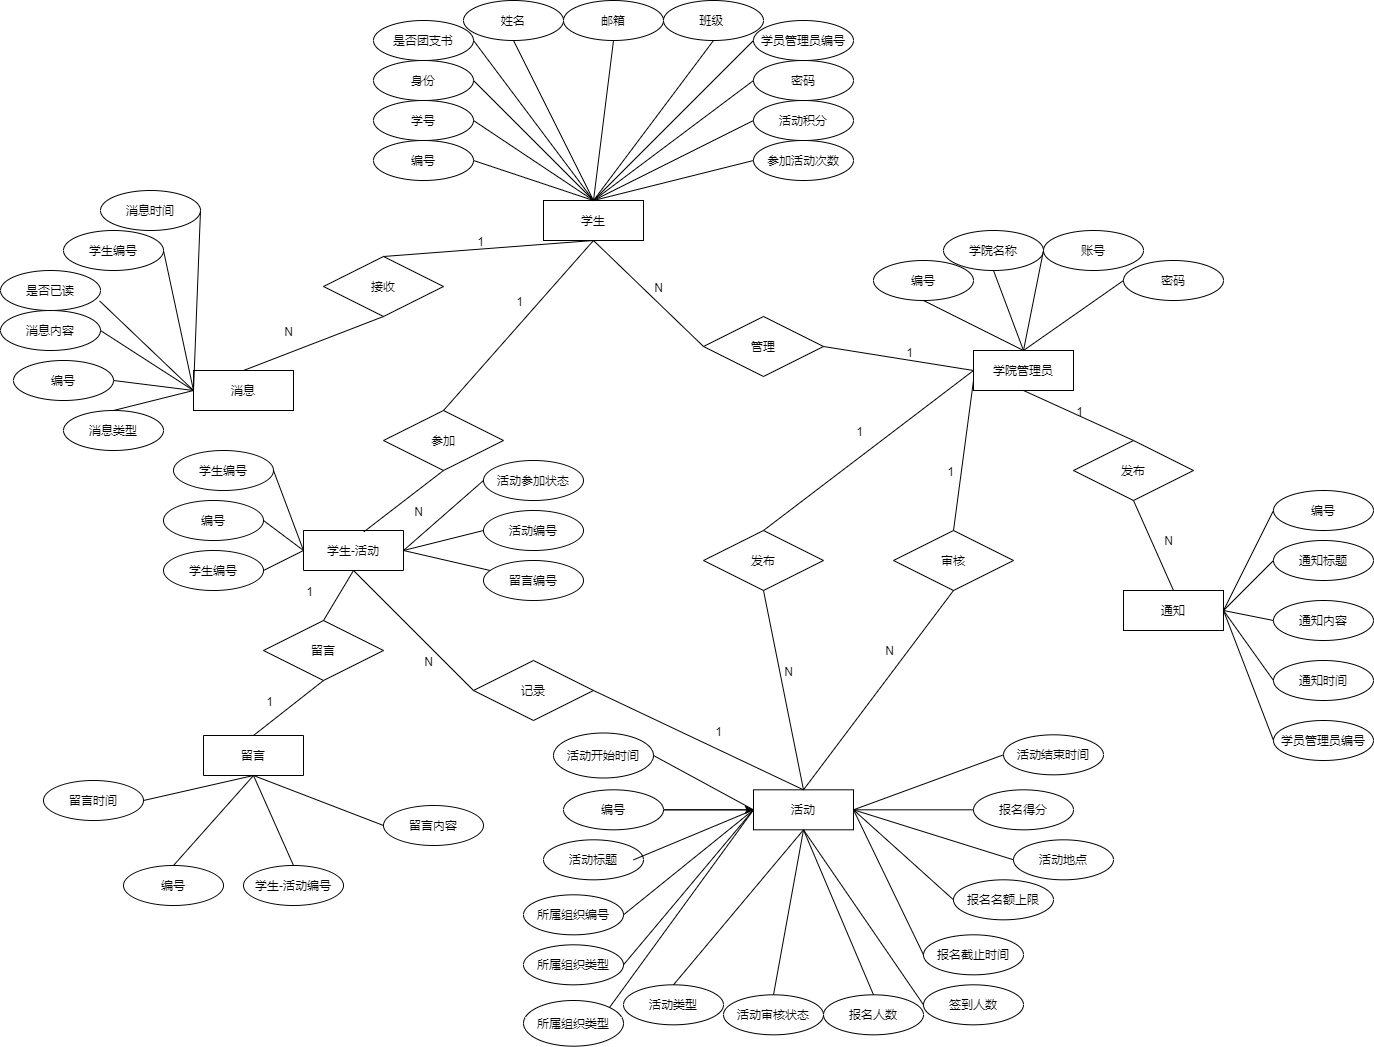 姓名
邮箱
班级
是否团支书
学员管理员编号
身份
密码
学号
活动积分
编号
参加活动次数
学生
消息时间
学生编号
是否已读
消息内容
编号
消息类型
消息
1
接收
N
1
N
管理
1
学院名称
账号
编号
密码
学院管理员
参加
N
学生编号
编号
学生编号
学生-活动
活动参加状态
活动编号
留言编号
1
1
1
发布
N
发布
审核
N
N
编号
通知标题
通知内容
通知时间
学员管理员编号
通知
1
留言
1
N
记录
1
留言
留言时间
留言内容
编号
学生-活动编号
活动开始时间
编号
活动标题
所属组织编号
所属组织类型
所属组织类型
活动
活动结束时间
报名得分
活动地点
报名名额上限
报名截止时间
签到人数
活动类型
活动审核状态
报名人数